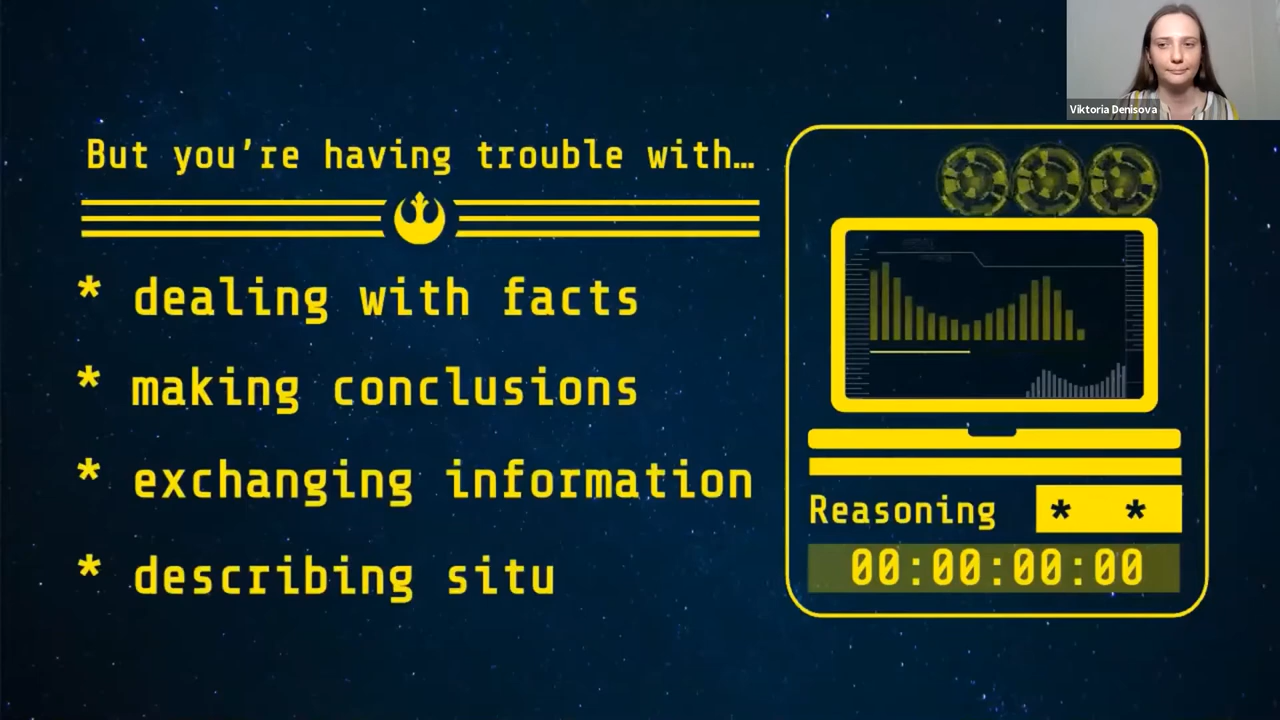 Viktoria Denisova
But you’re having trouble with…
* dealing with facts
* making conclusions
* exchanging information
* describing situ
Reasoning * *
00:00:00:00